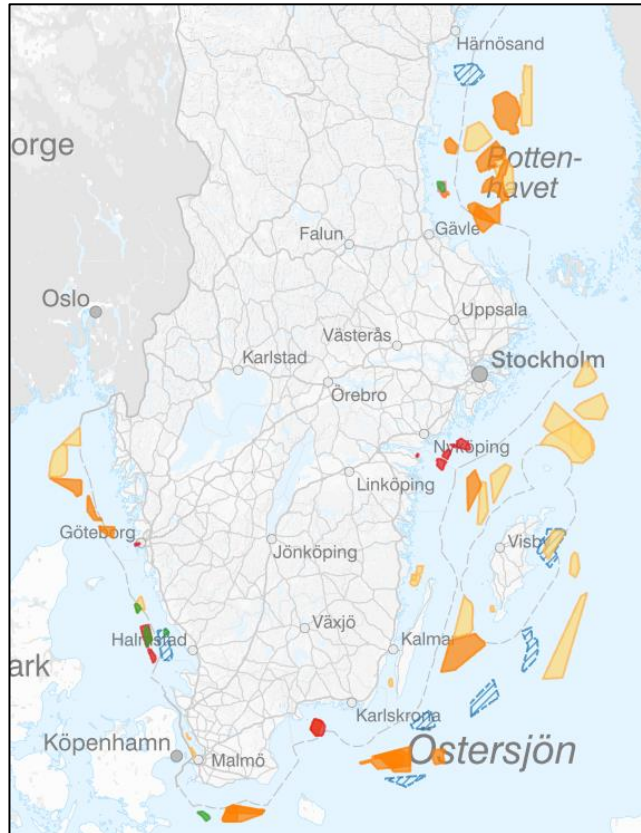 Härnösand
orge
Botten-
havet
Falun
Gävle
Oslo
Uppsala
Västerås
Karlstad
Stockholm
Örebro
Nyköping
Linköping
Göteborg
Jönköping
Visby
Växjö
Halmstad
Kalmar
ark
Karlskrona
Köpenhamn
Malmö
Östersjön